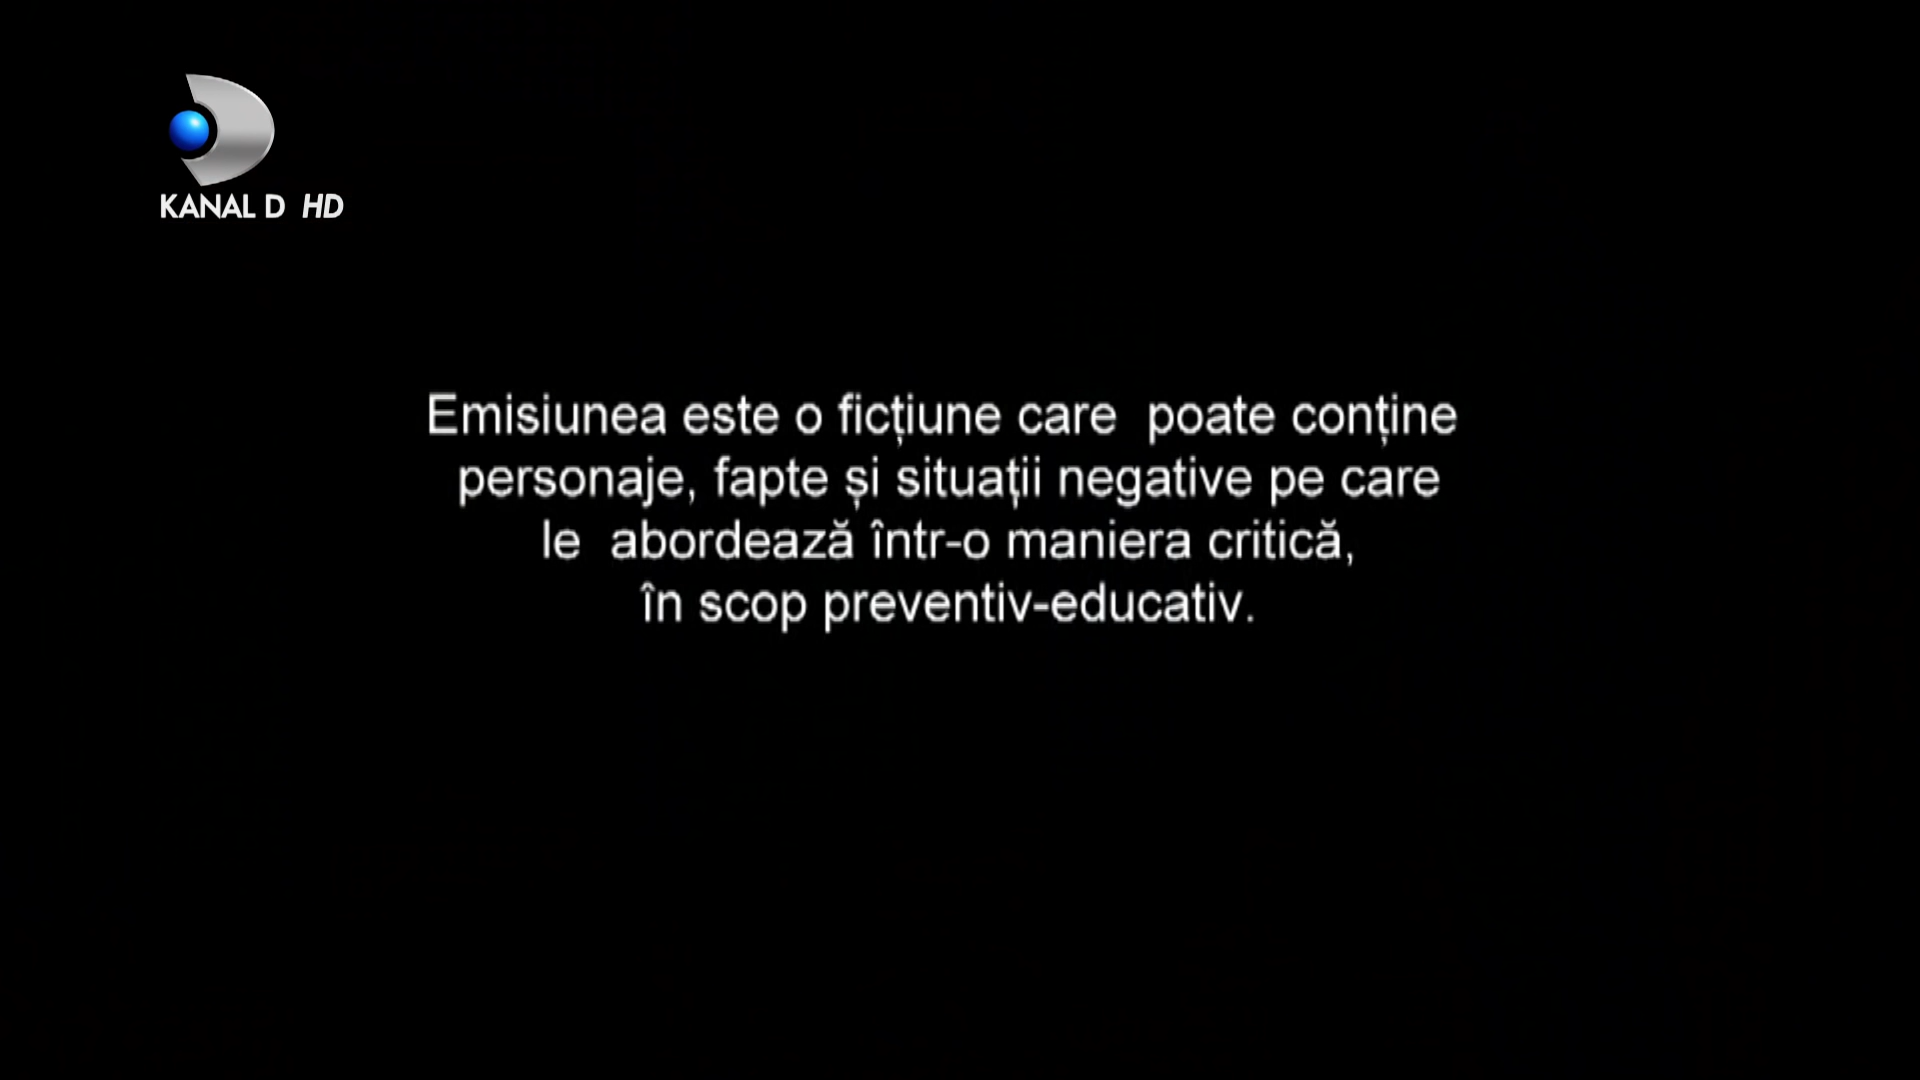 KANAL D HD
Emisiunea este o ficțiune care poate conține
personaje, fapte și situații negative pe care
le abordează într-o maniera critică,
în scop preventiv-educativ.